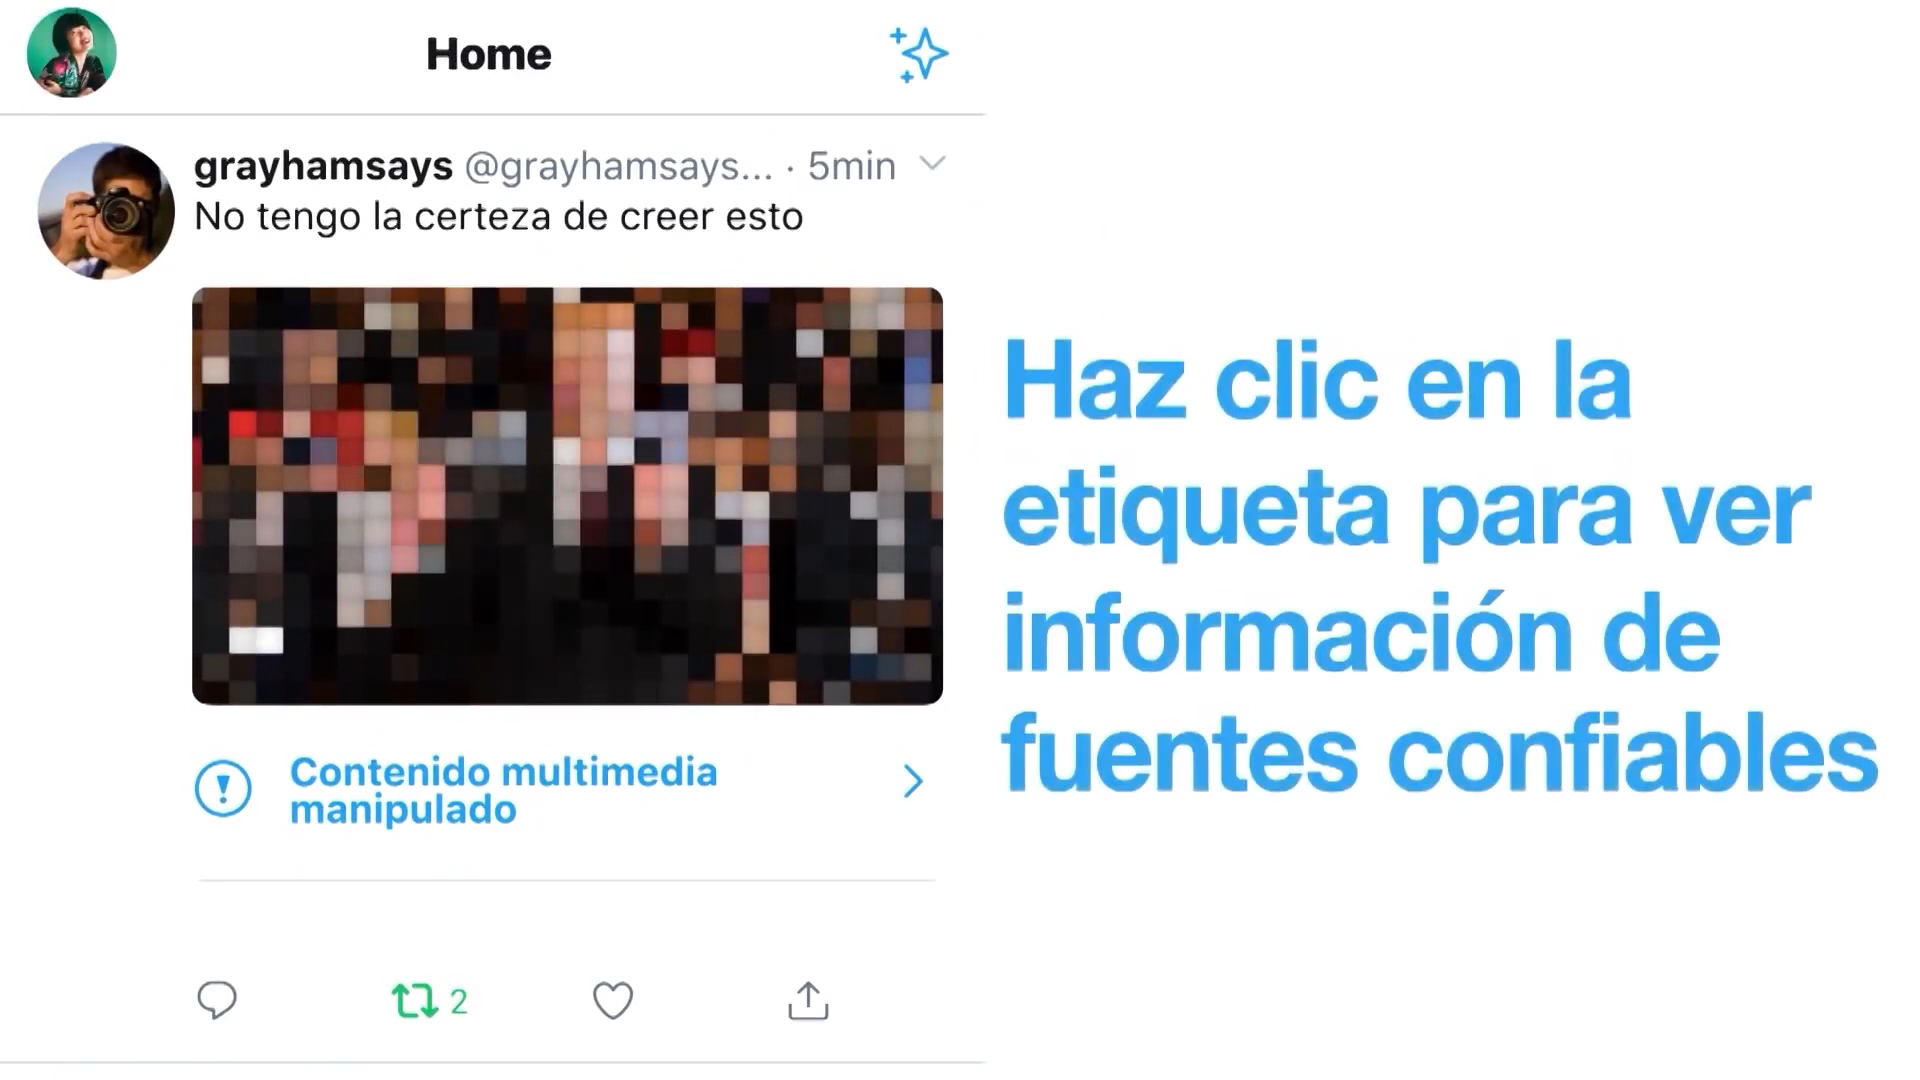 Home
grayhamsays @grayhamsays... · 5min
No tengo la certeza de creer esto
Contenido multimedia
manipulado
2
Haz clic en la
etiqueta para ver
información de
fuentes confiables